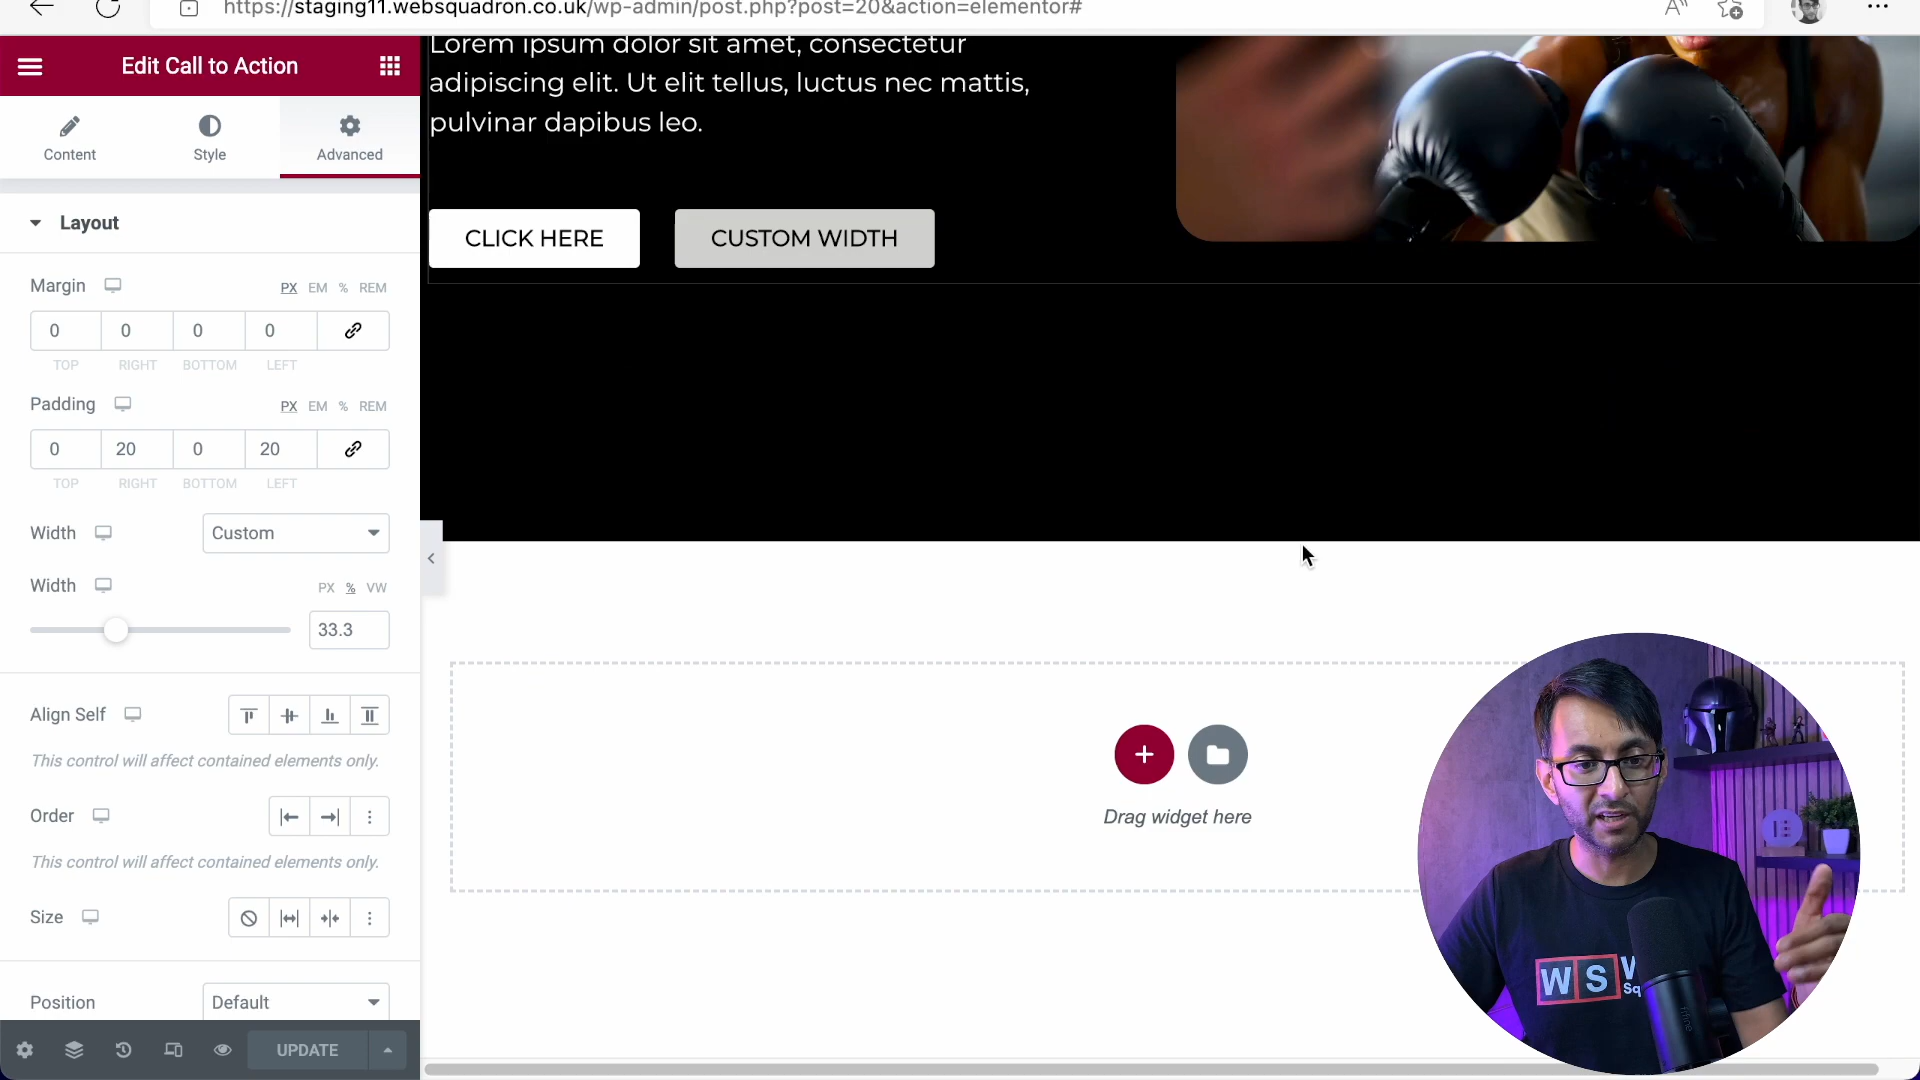 https://staging11.websquadron.co.uk/wp-admin/post.php?post=20&action=elementor#
Edit Call to Action
Content
Style
Advanced
Layout
Margin
PX EM % REM
0 0 0 0
TOP RIGHT BOTTOM LEFT
Padding
PX EM % REM
0 20 0 20
TOP RIGHT BOTTOM LEFT
Width
Custom
Width
PX % VW
33.3
Align Self
This control will affect contained elements only.
Order
This control will affect contained elements only.
Size
Position
Default
UPDATE
Lorem ipsum dolor sit amet, consectetur
adipiscing elit. Ut elit tellus, luctus nec mattis,
pulvinar dapibus leo.
CLICK HERE
CUSTOM WIDTH
Drag widget here
WS W
Sq